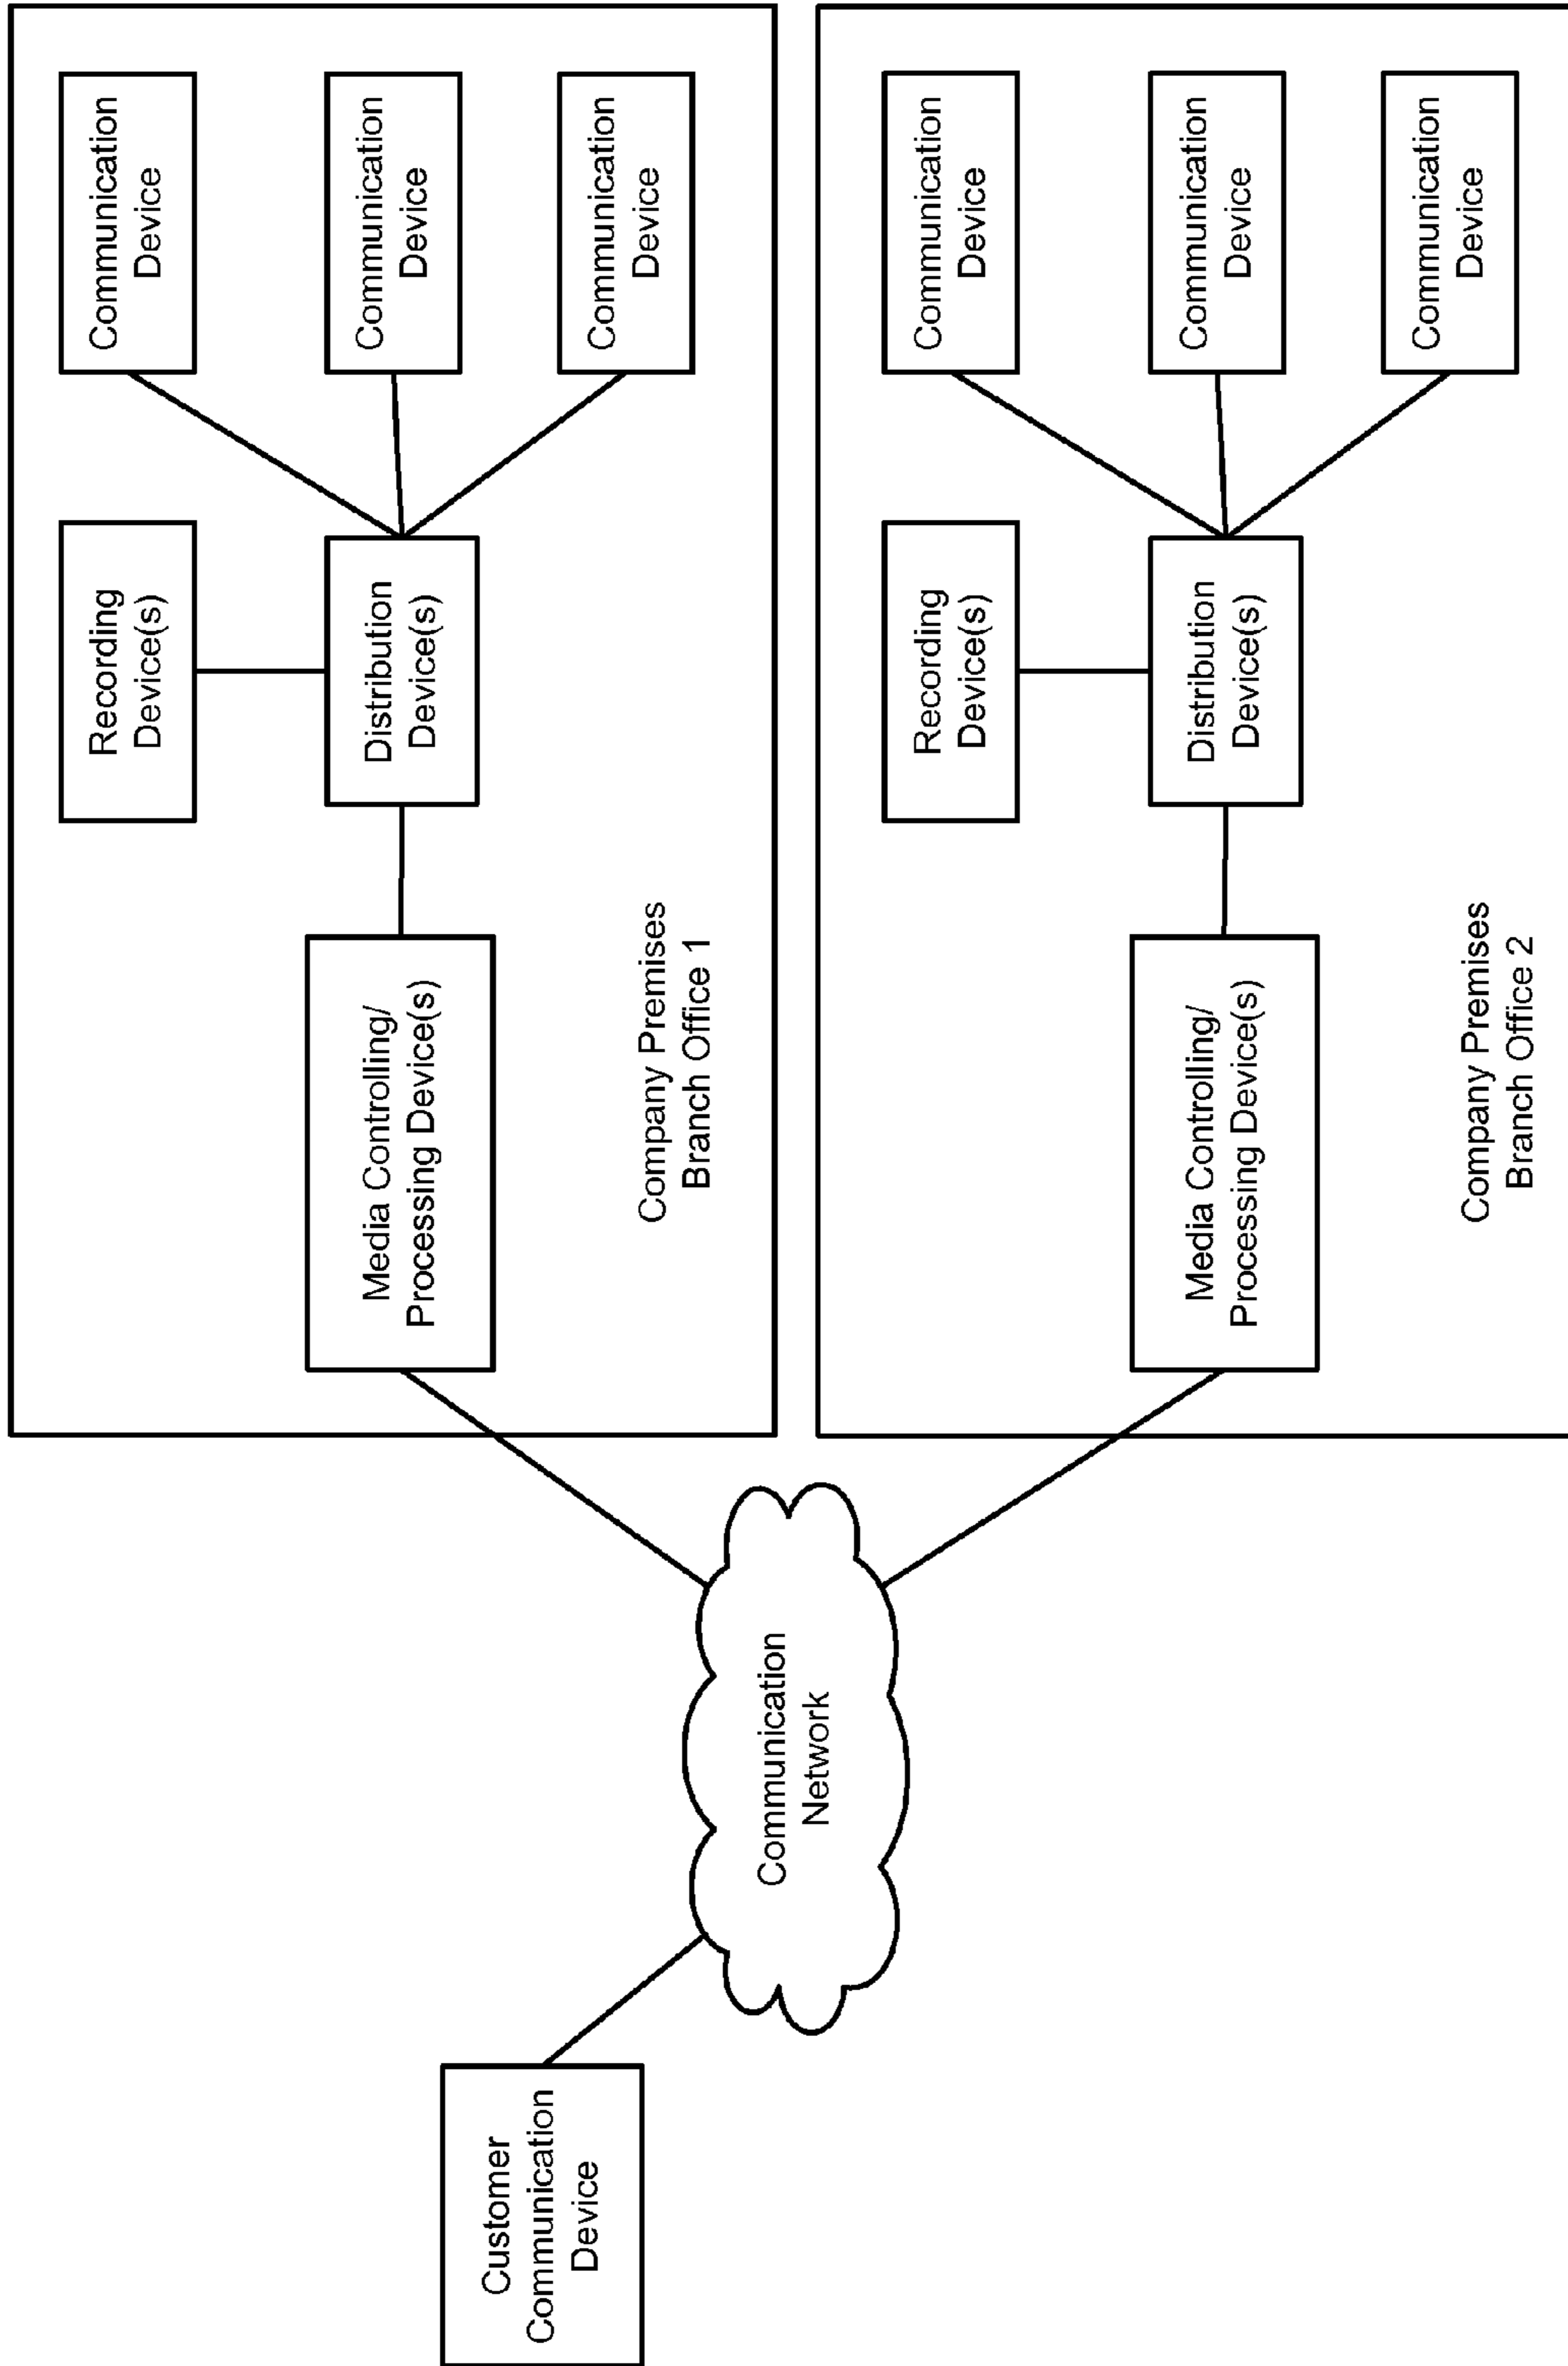 Customer
Communication
Device
Communication
Network
Media Controlling/
Processing Device(s)
Company Premises
Branch Office 1
Recording
Device(s)
Distribution
Device(s)
Communication
Device
Communication
Device
Communication
Device
Media Controlling/
Processing Device(s)
Company Premises
Branch Office 2
Recording
Device(s)
Distribution
Device(s)
Communication
Device
Communication
Device
Communication
Device